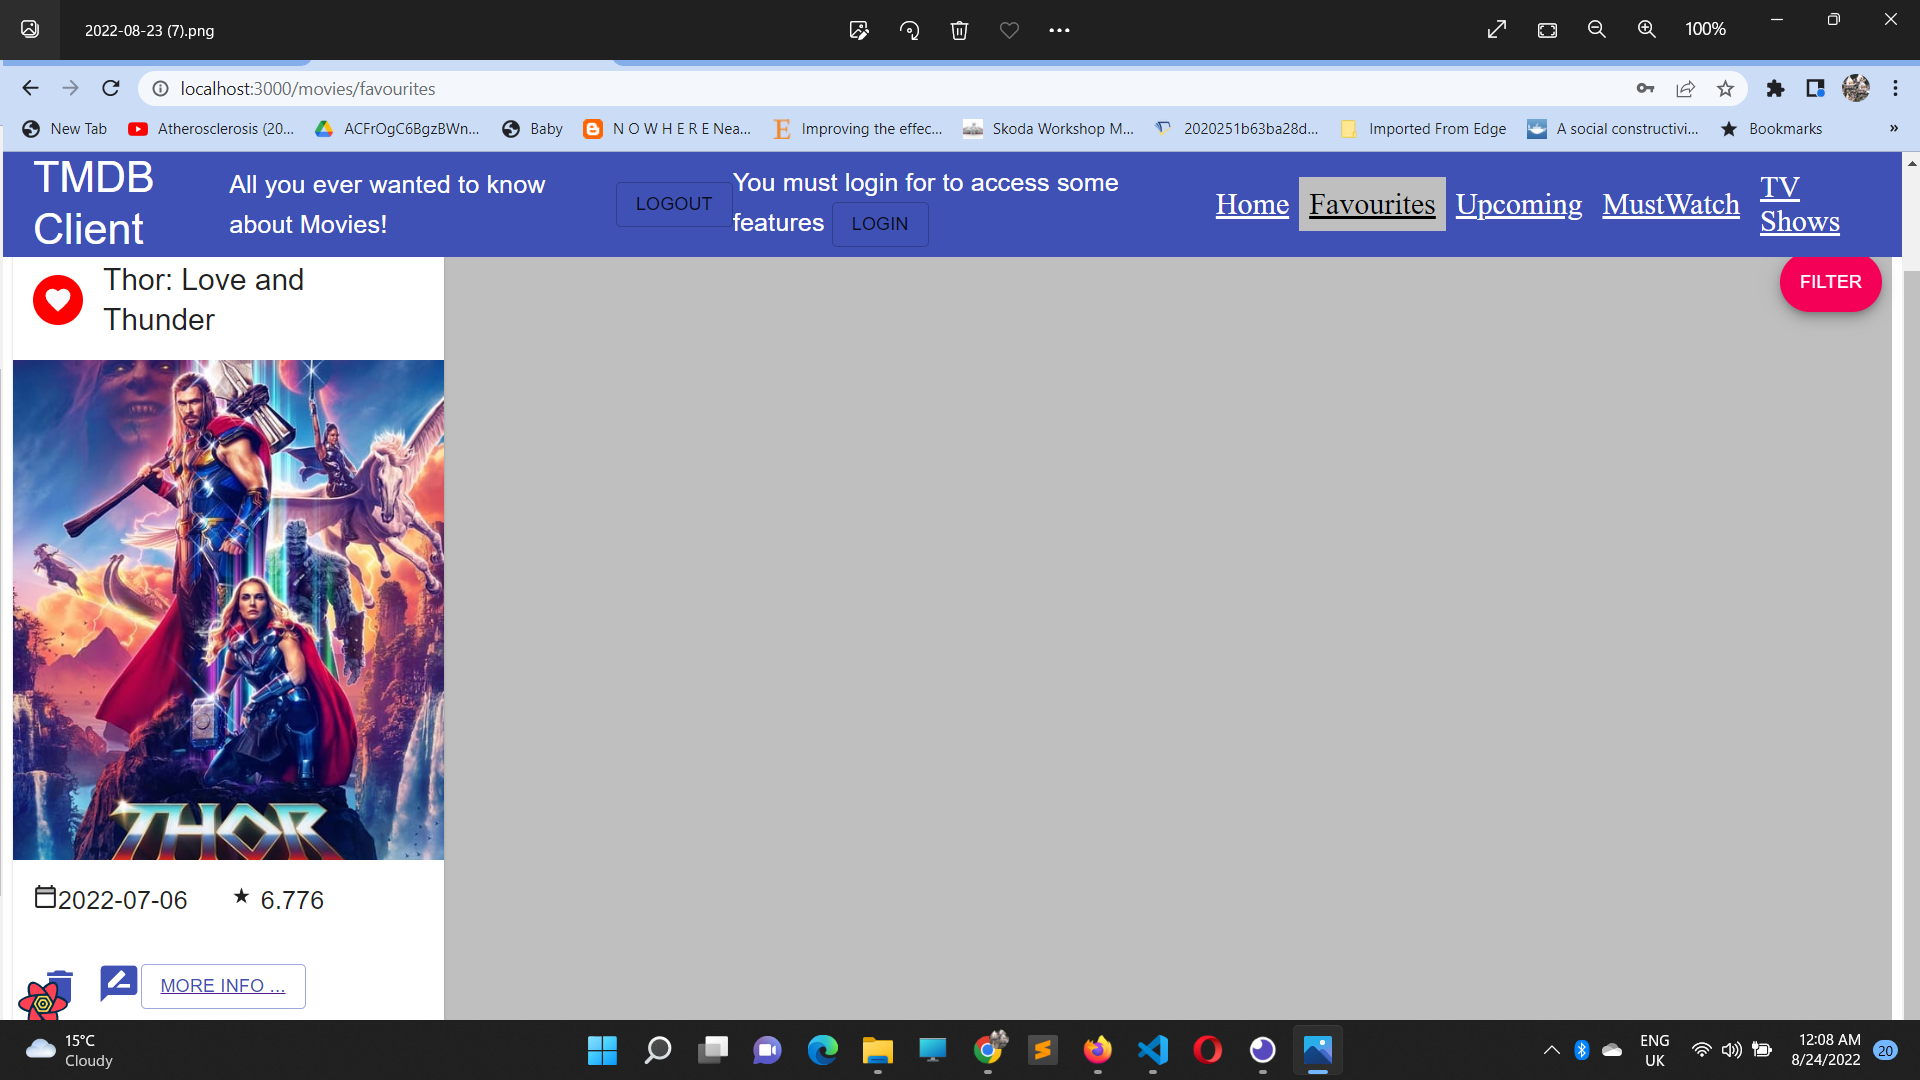 2022-08-23 (7).png
100%
localhost:3000/movies/favourites
New Tab
Atherosclerosis (20...
ACFrOgC6BgzBWn...
Baby
N O W H E R E Nea...
Improving the effec...
Skoda Workshop M...
2020251b63ba28d...
Imported From Edge
A social constructivi...
Bookmarks
»
TMDB
Client
All you ever wanted to know
about Movies!
LOGOUT
You must login for to access some
features LOGIN
Home
Favourites
Upcoming
MustWatch
TV
Shows
Thor: Love and
Thunder
FILTER
THOR
2022-07-06
6.776
MORE INFO ...
15°C
Cloudy
ENG
UK
12:08 AM
8/24/2022
20